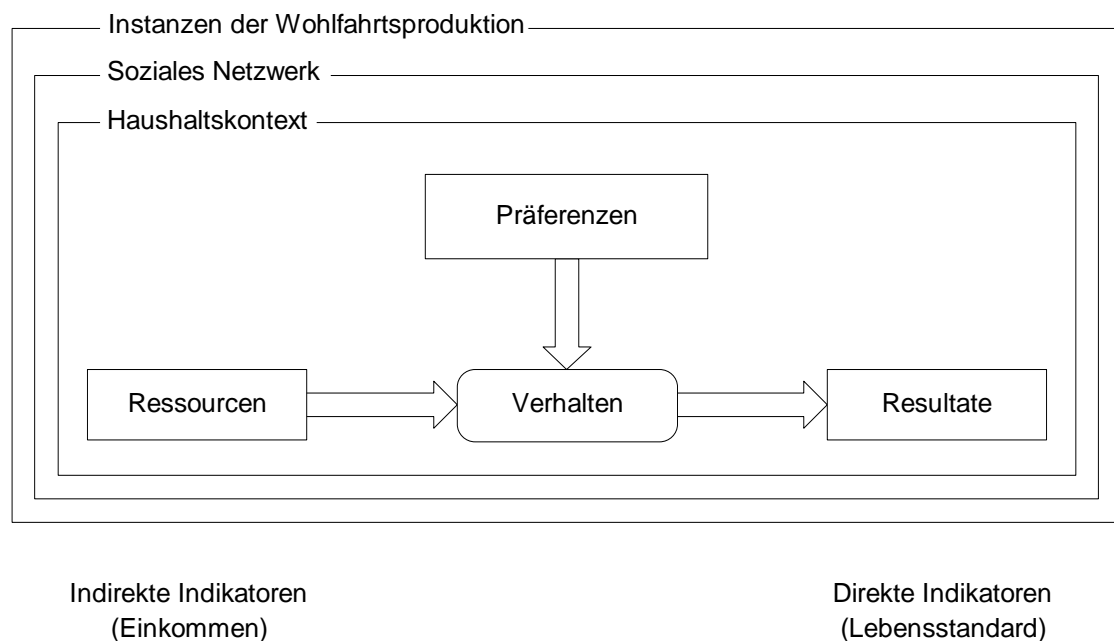 Instanzen der Wohlfahrtsproduktion
Soziales Netzwerk
Haushaltskontext
Präferenzen
Ressourcen
Verhalten
Resultate
Indirekte Indikatoren
(Einkommen)
Direkte Indikatoren
(Lebensstandard)